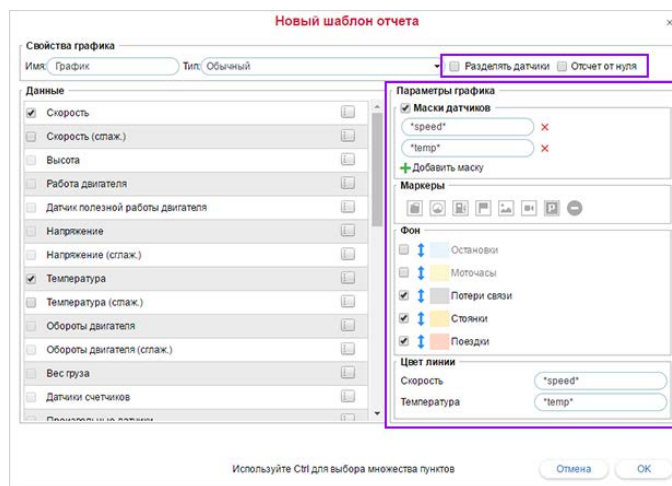 Новый шаблон отчета
Свойства графика
Имя: График Тип: Обычный Разделять датчики Отсчет от нуля
Данные
Скорость
Скорость (сглаж.)
Высота
Работа двигателя
Датчик полезной работы двигателя
Напряжение
Напряжение (сглаж.)
Температура
Температура (сглаж.)
Обороты двигателя
Обороты двигателя (сглаж.)
Вес груза
Датчики счетчиков
Произвольные датчики
Параметры графика
Маски датчиков
*speed*
*temp*
Добавить маску
Маркеры
Фон
Остановки
Моточасы
Потери связи
Стоянки
Поездки
Цвет линии
Скорость *speed*
Температура *temp*
Используйте Ctrl для выбора множества пунктов Отмена OK